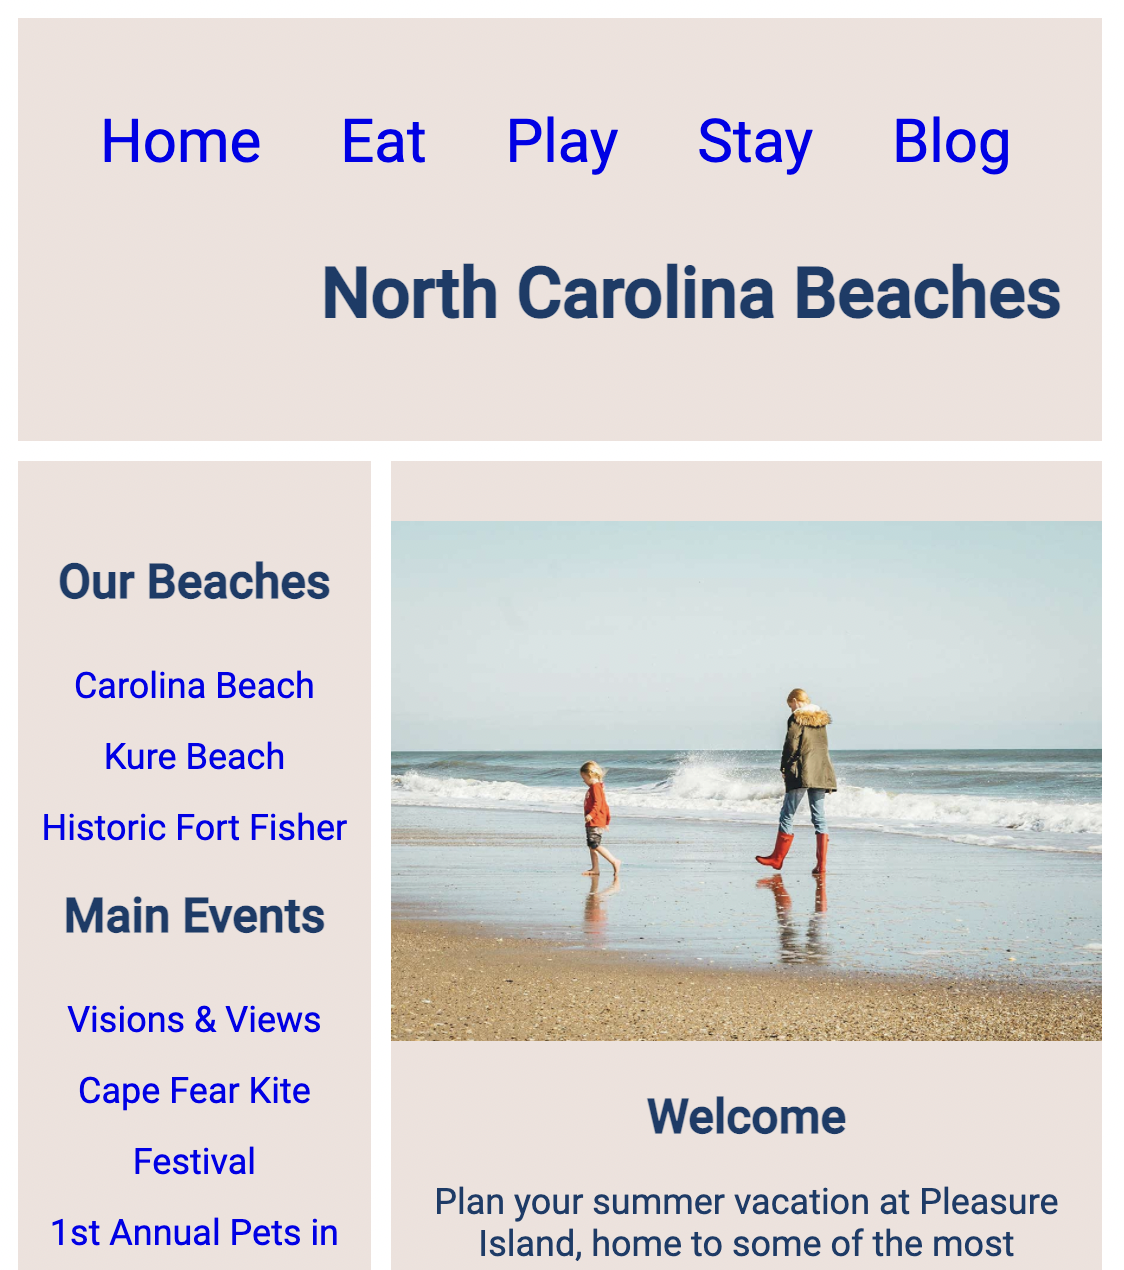 Home Eat Play Stay Blog
North Carolina Beaches
Our Beaches
Carolina Beach
Kure Beach
Historic Fort Fisher
Main Events
Visions & Views
Cape Fear Kite
Festival
1st Annual Pets in
Welcome
Plan your summer vacation at Pleasure
Island, home to some of the most